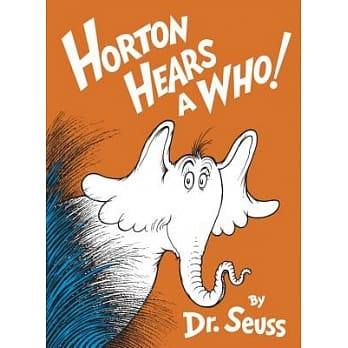 HORTON
HEARS
A WHO!
By
Dr. Seuss